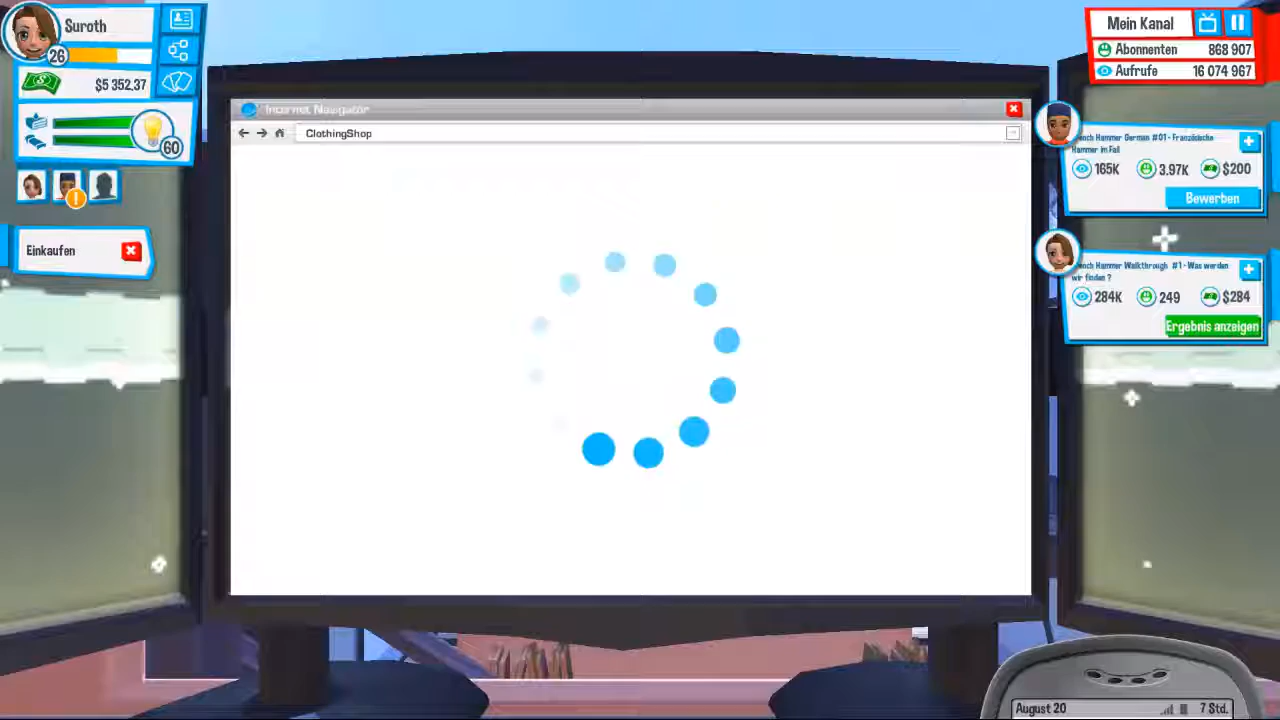 Suroth
26
$5 352,37
60
Einkaufen
Internet Navigator
ClothingShop
Mein Kanal
Abonnenten 868 907
Aufrufe 16 074 967
ench Hammer German #01 - Französische
Hammer im Fall
165K 3.97K $200
Bewerben
ench Hammer Walkthrough #1 - Was werden
wir finden ?
284K 249 $284
Ergebnis anzeigen
August 20 7 Std.